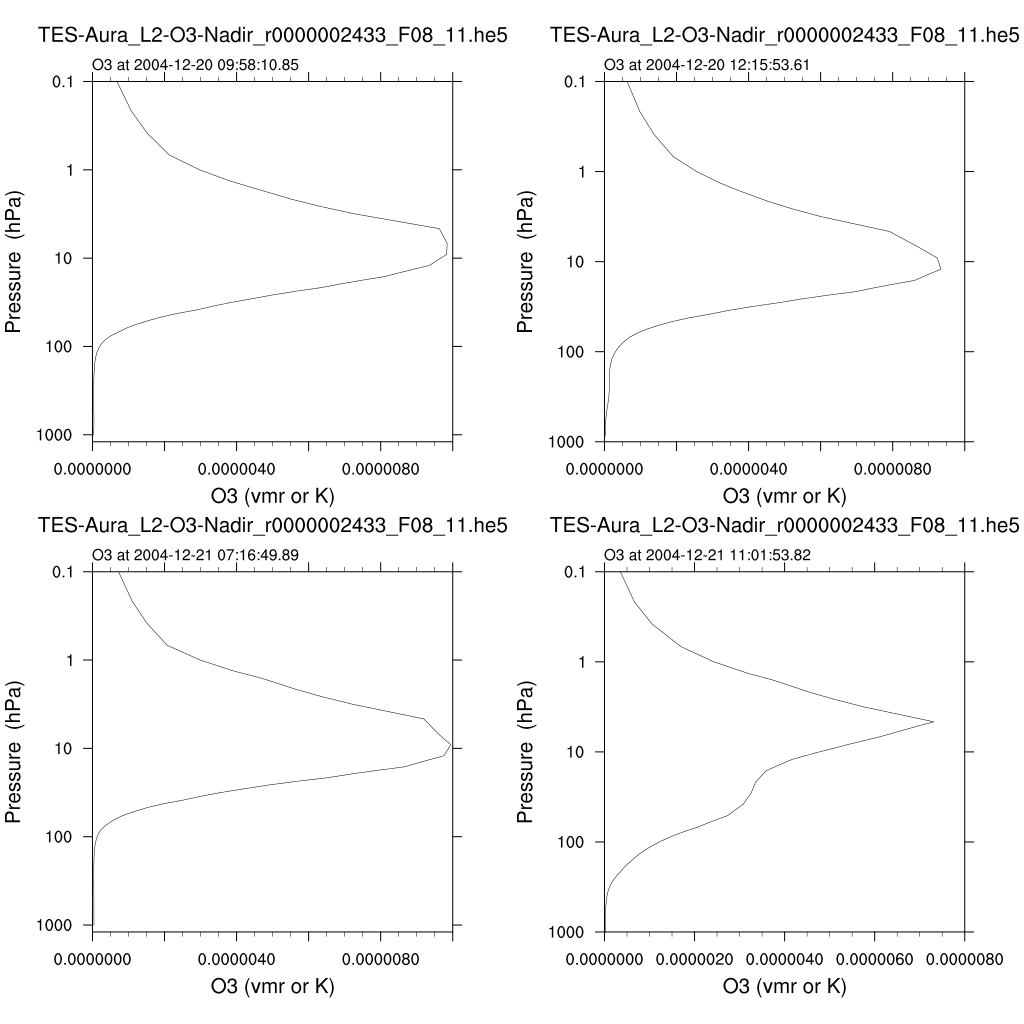 TES-Aura_L2-O3-Nadir_r0000002433_F08_11.he5
O3 at 2004-12-20 09:58:10.85
0.1
1
10
100
1000
Pressure (hPa)
0.0000000 0.0000040 0.0000080
O3 (vmr or K)
TES-Aura_L2-O3-Nadir_r0000002433_F08_11.he5
O3 at 2004-12-20 12:15:53.61
0.1
1
10
100
1000
Pressure (hPa)
0.0000000 0.0000040 0.0000080
O3 (vmr or K)
TES-Aura_L2-O3-Nadir_r0000002433_F08_11.he5
O3 at 2004-12-21 07:16:49.89
0.1
1
10
100
1000
Pressure (hPa)
0.0000000 0.0000040 0.0000080
O3 (vmr or K)
TES-Aura_L2-O3-Nadir_r0000002433_F08_11.he5
O3 at 2004-12-21 11:01:53.82
0.1
1
10
100
1000
Pressure (hPa)
0.0000000 0.0000020 0.0000040 0.0000060 0.0000080
O3 (vmr or K)